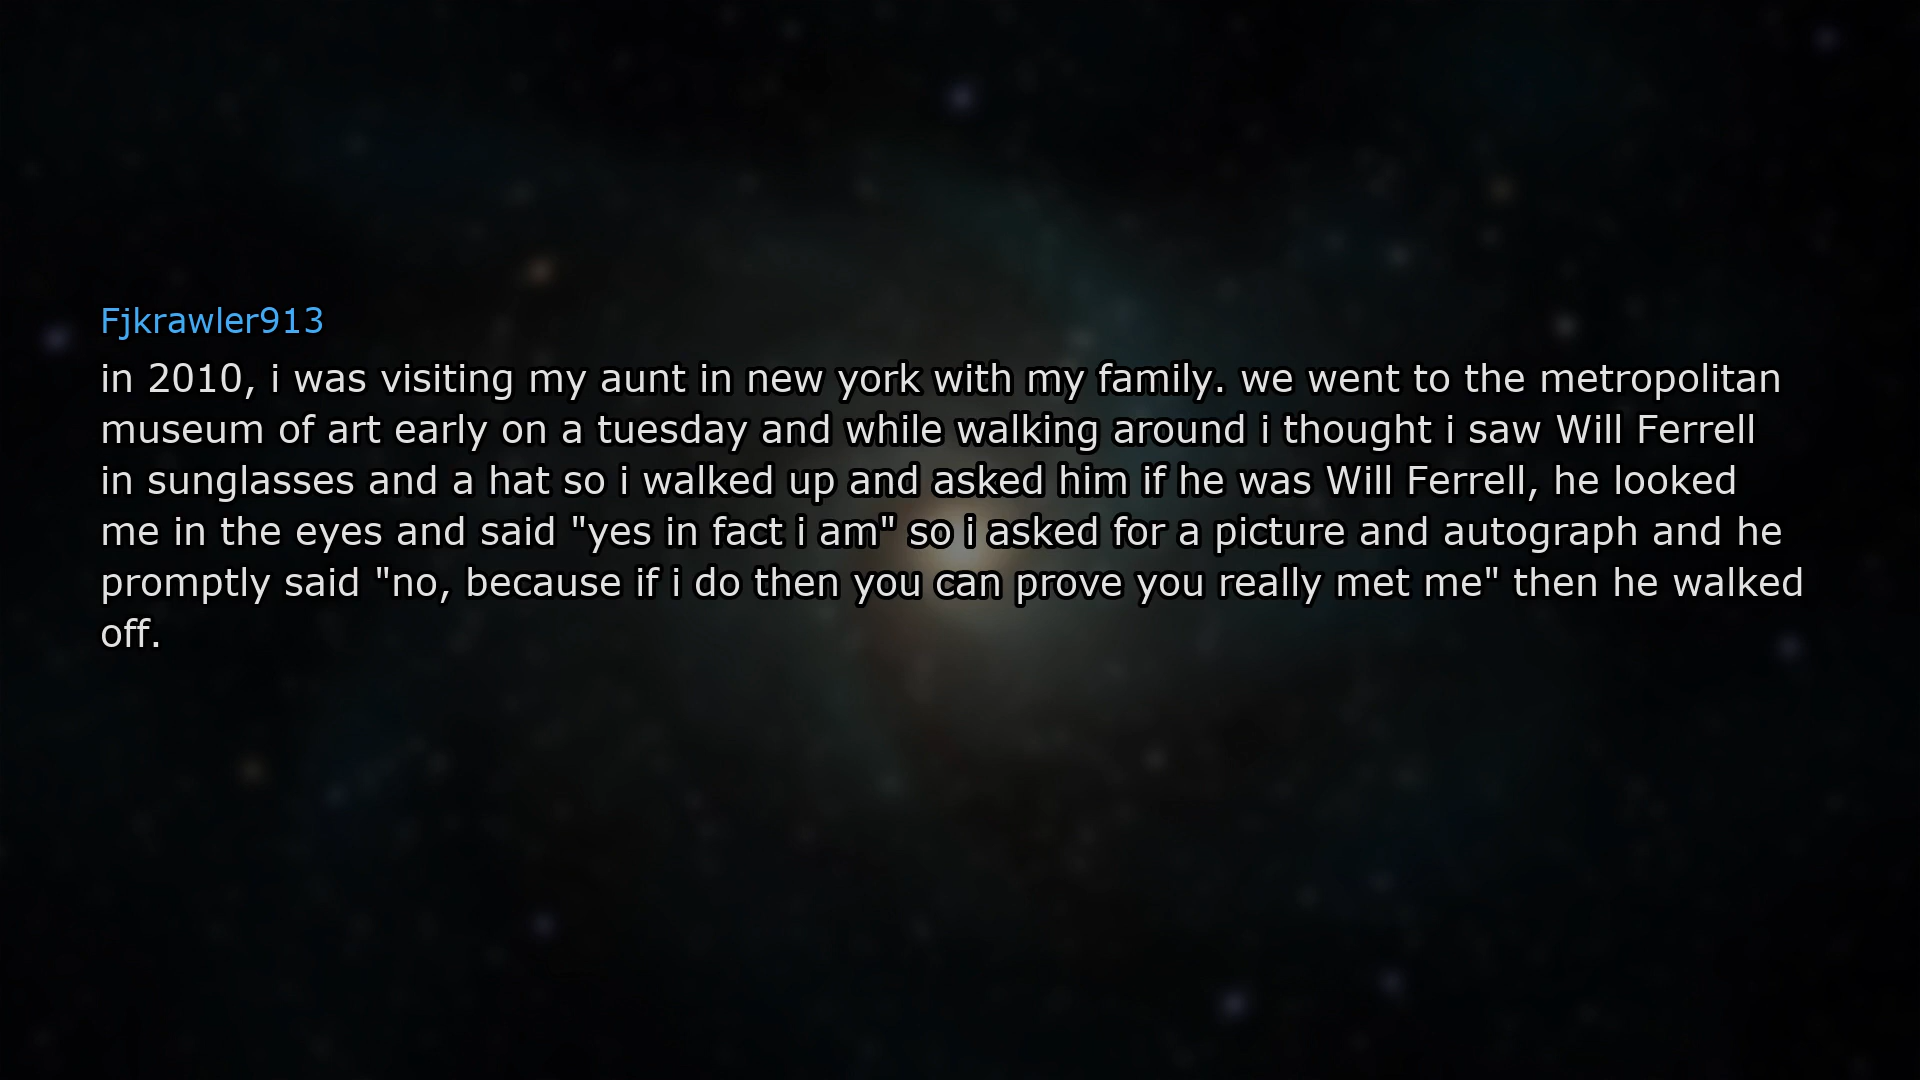 Fjkrawler913
in 2010, i was visiting my aunt in new york with my family. we went to the metropolitan
museum of art early on a tuesday and while walking around i thought i saw Will Ferrell
in sunglasses and a hat so i walked up and asked him if he was Will Ferrell, he looked
me in the eyes and said "yes in fact i am" so i asked for a picture and autograph and he
promptly said "no, because if i do then you can prove you really met me" then he walked
off.